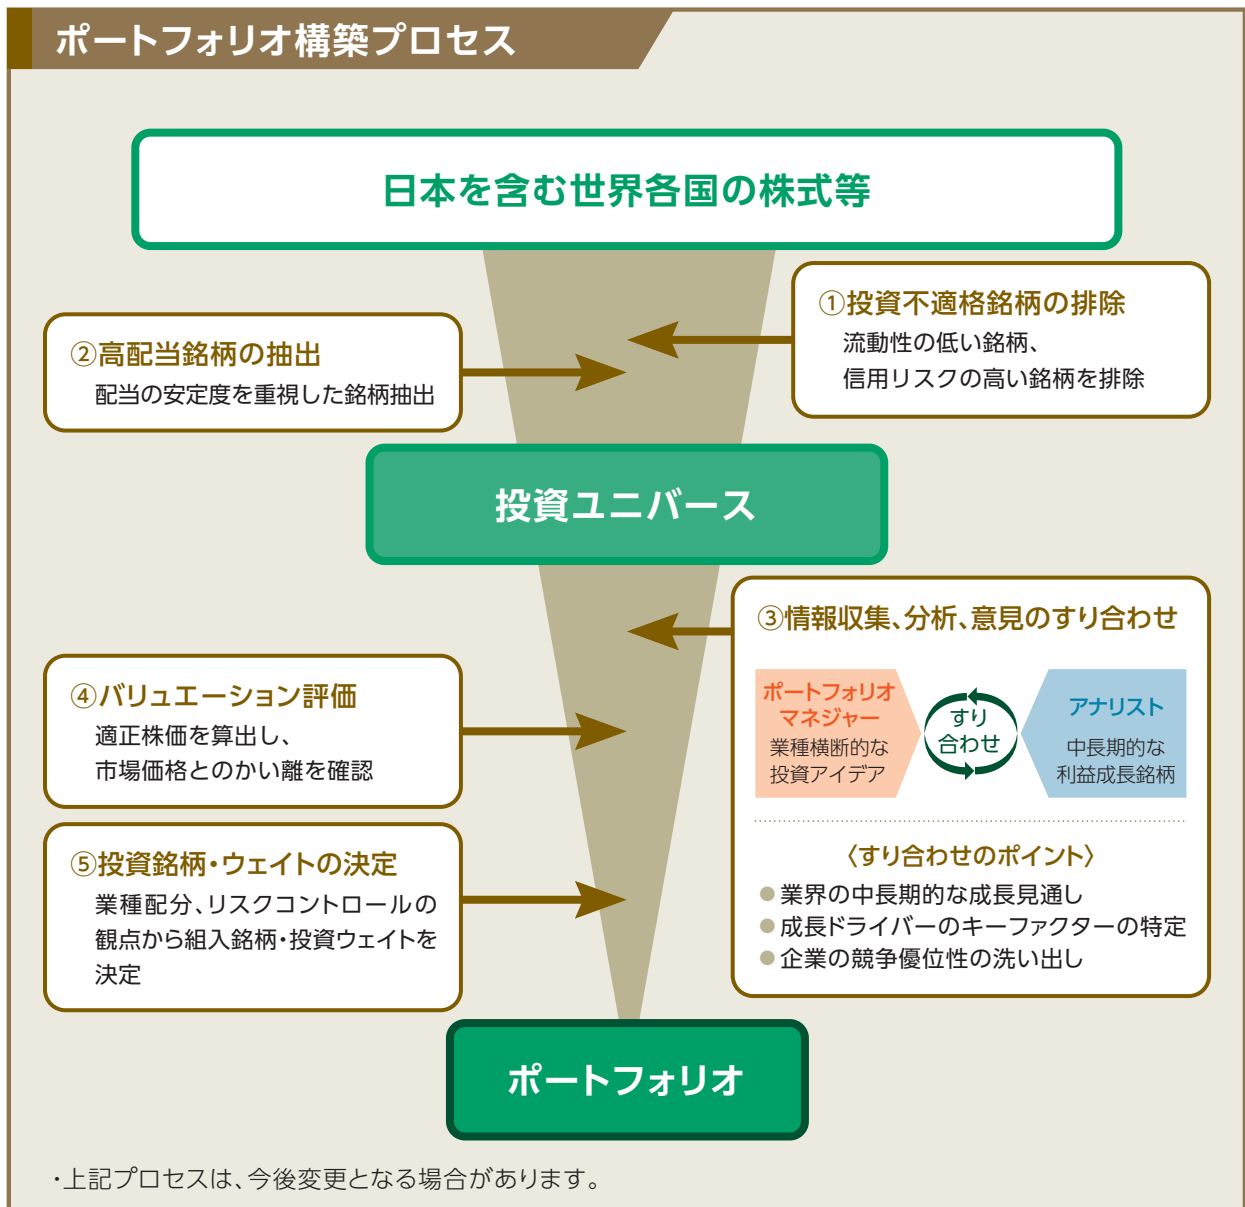 ポートフォリオ構築プロセス
日本を含む世界各国の株式等
①投資不適格銘柄の排除
流動性の低い銘柄、
信用リスクの高い銘柄を排除
②高配当銘柄の抽出
配当の安定度を重視した銘柄抽出
投資ユニバース
③情報収集、分析、意見のすり合わせ
ポートフォリオ
マネジャー
業種横断的な
投資アイデア
すり
合わせ
アナリスト
中長期的な
利益成長銘柄
〈すり合わせのポイント〉
●業界の中長期的な成長見通し
●成長ドライバーのキーファクターの特定
●企業の競争優位性の洗い出し
④バリュエーション評価
適正株価を算出し、
市場価格とのかい離を確認
⑤投資銘柄・ウェイトの決定
業種配分、リスクコントロールの
観点から組入銘柄・投資ウェイトを
決定
ポートフォリオ
・上記プロセスは、今後変更となる場合があります。